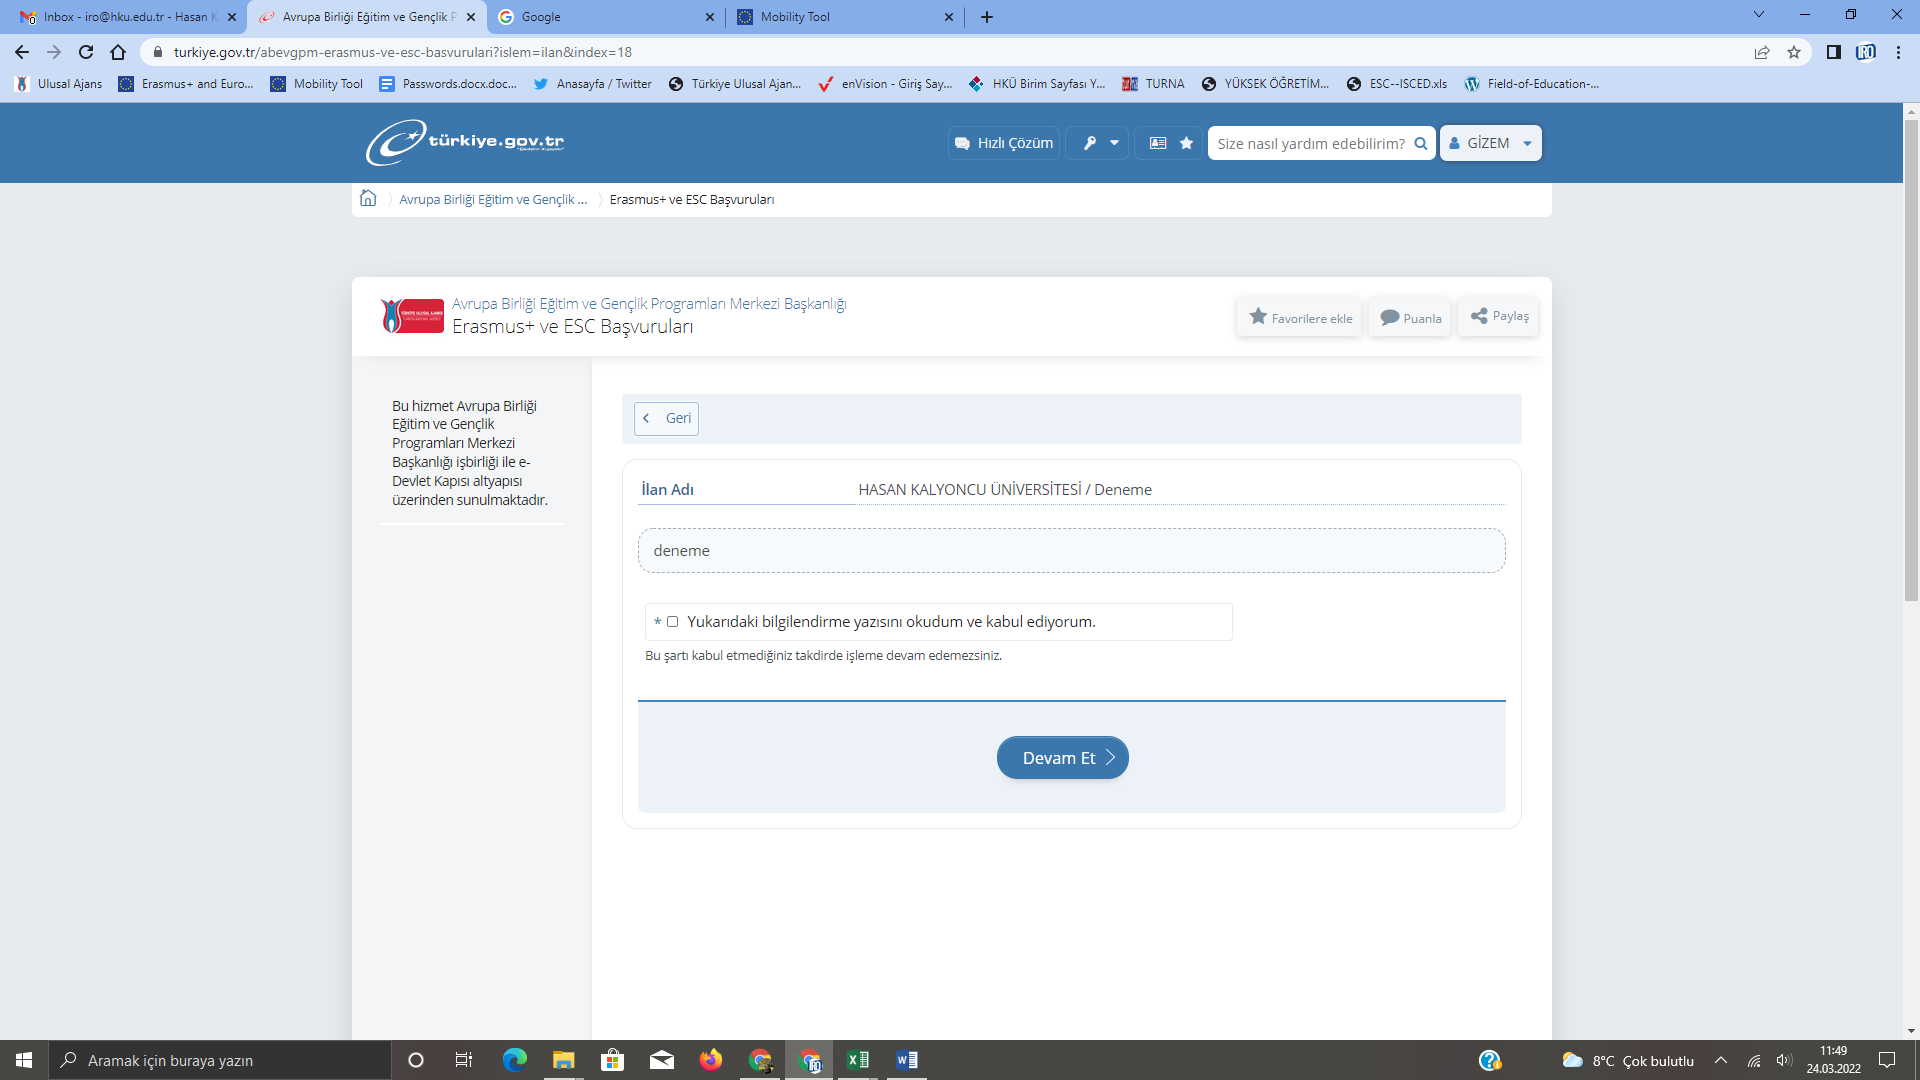 Inbox - iro@hku.edu.tr - Hasan K
Avrupa Birliği Eğitim ve Gençlik P
Google
Mobility Tool
turkiye.gov.tr/abevgpm-erasmus-ve-esc-basvurulari?islem=ilan&index=18
Ulusal Ajans
Erasmus+ and Euro...
Mobility Tool
Passwords.docx.doc...
Anasayfa / Twitter
Türkiye Ulusal Ajan...
enVision - Giriş Say...
HKÜ Birim Sayfası Y...
TURNA
YÜKSEK ÖĞRETİM...
ESC--ISCED.xls
Field-of-Education-...
türkiye.gov.tr
Hızlı Çözüm
Size nasıl yardım edebilirim?
GİZEM
Avrupa Birliği Eğitim ve Gençlik ...
Erasmus+ ve ESC Başvuruları
Avrupa Birliği Eğitim ve Gençlik Programları Merkezi Başkanlığı
Erasmus+ ve ESC Başvuruları
Favorilere ekle
Puanla
Paylaş
Bu hizmet Avrupa Birliği
Eğitim ve Gençlik
Programları Merkezi
Başkanlığı işbirliği ile e-
Devlet Kapısı altyapısı
üzerinden sunulmaktadır.
Geri
İlan Adı
HASAN KALYONCU ÜNİVERSİTESİ / Deneme
deneme
* Yukarıdaki bilgilendirme yazısını okudum ve kabul ediyorum.
Bu şartı kabul etmediğiniz takdirde işleme devam edemezsiniz.
Devam Et
Aramak için buraya yazın
8°C Çok bulutlu
11:49
24.03.2022